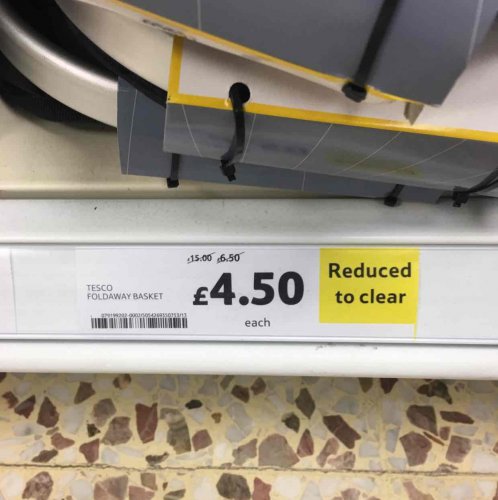 £15.00 £6.50
TESCO
FOLDAWAY BASKET
£4.50
each
Reduced
to clear